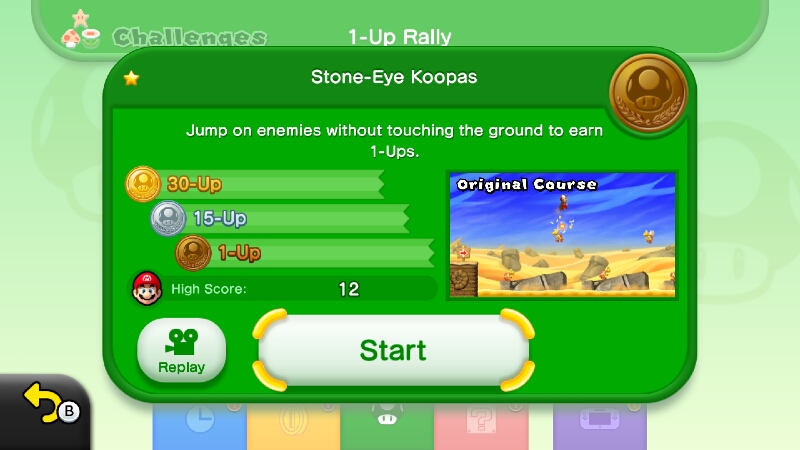 Challenges
1-Up Rally
Stone-Eye Koopas
Jump on enemies without touching the ground to earn
1-Ups.
30-Up
15-Up
1-Up
Original Course
High Score: 12
Replay
Start
B